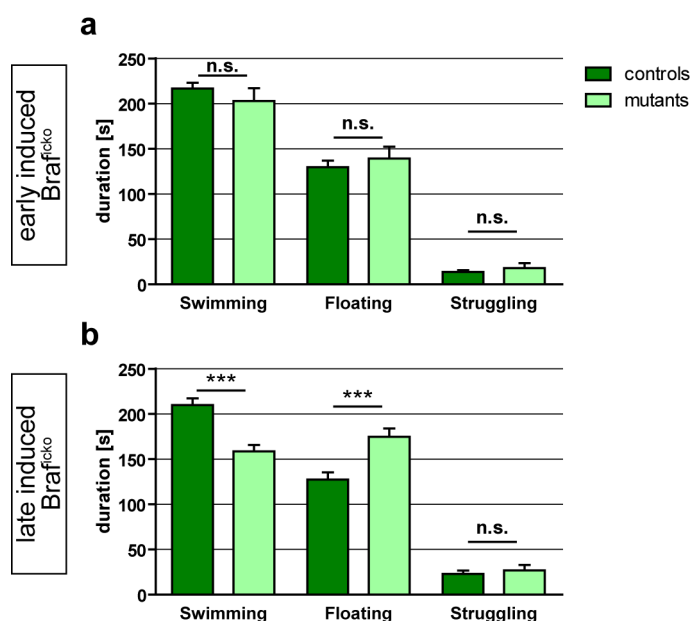 a
early induced
Braf^icko
250
200
150
100
50
0
duration [s]
n.s.
n.s.
n.s.
Swimming
Floating
Struggling
controls
mutants
b
late induced
Braf^icko
250
200
150
100
50
0
duration [s]
***
***
n.s.
Swimming
Floating
Struggling